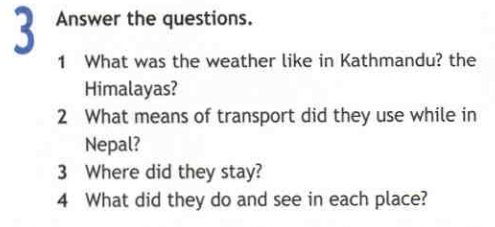 3 Answer the questions.
1 What was the weather like in Kathmandu? the
Himalayas?
2 What means of transport did they use while in
Nepal?
3 Where did they stay?
4 What did they do and see in each place?